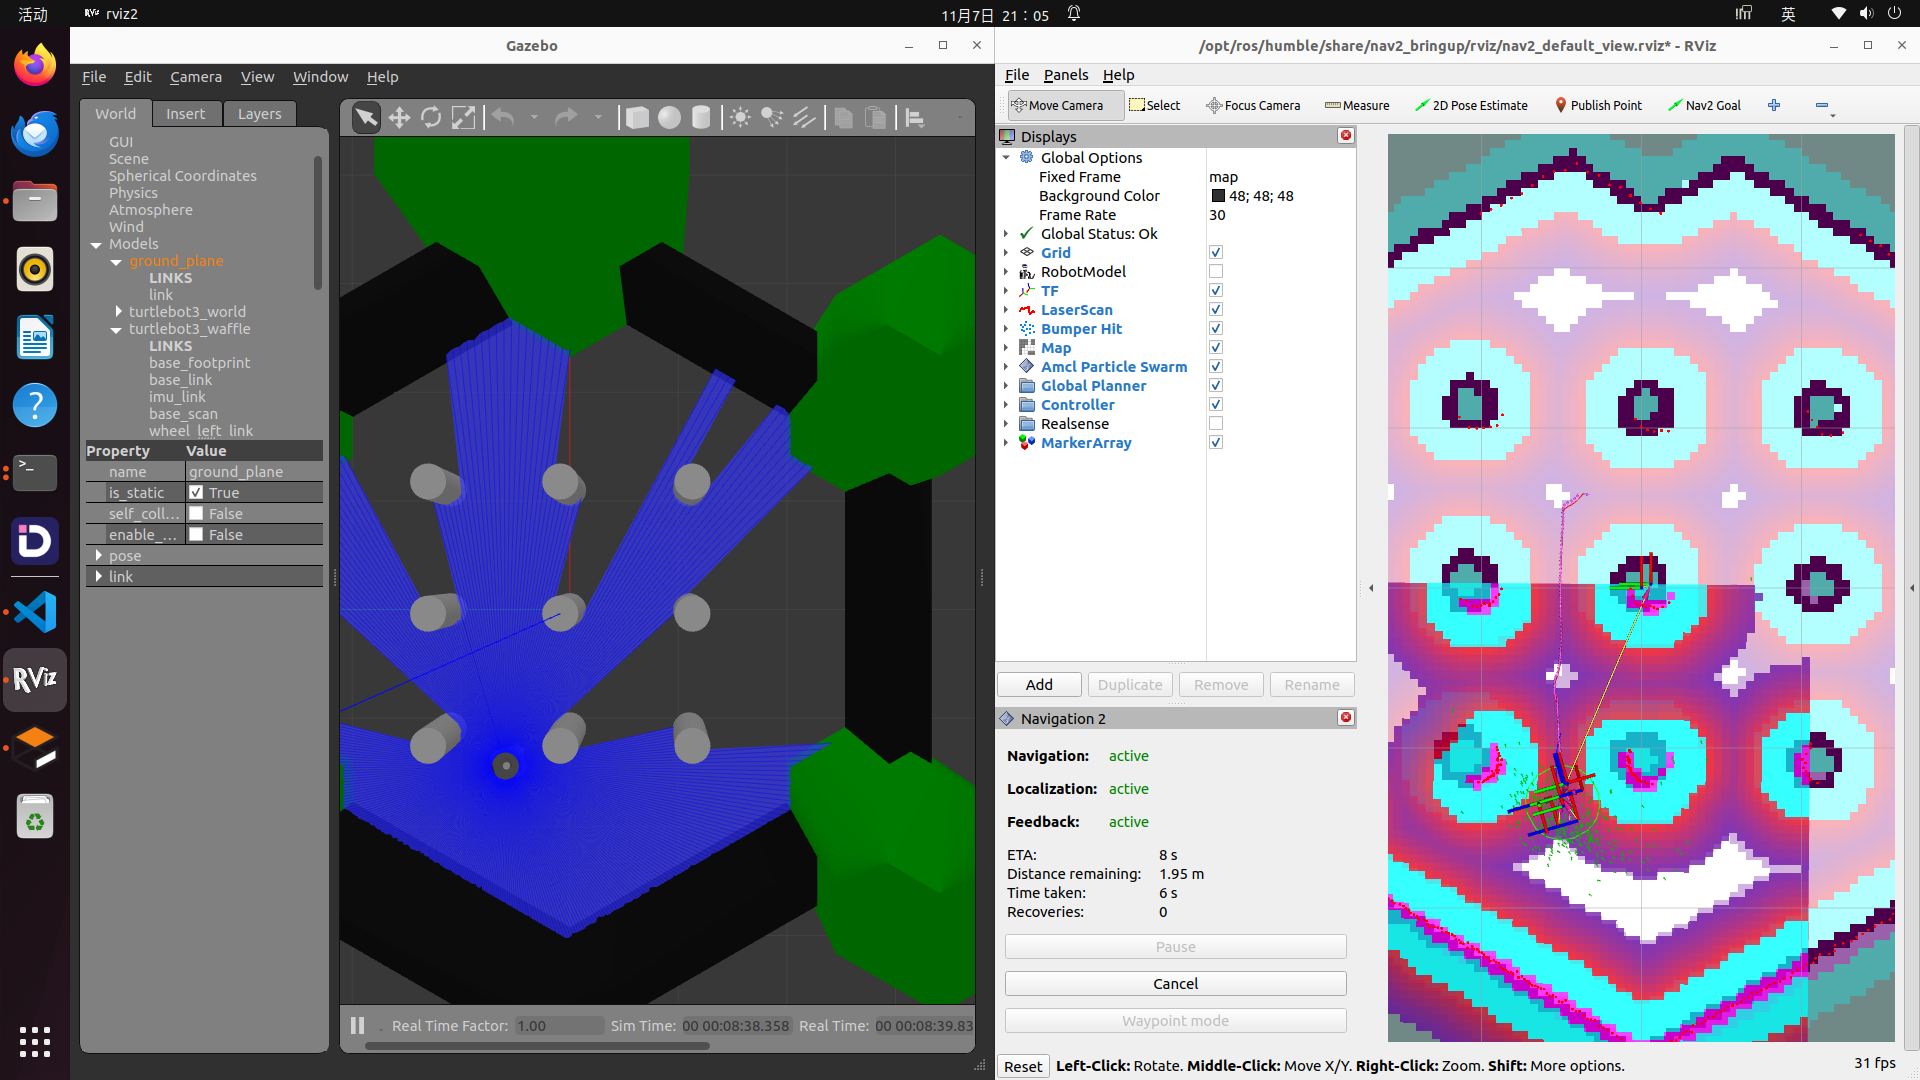 活动
rviz2
11月7日 21：05
英
Gazebo
File Edit Camera View Window Help
World Insert Layers
GUI
Scene
Spherical Coordinates
Physics
Atmosphere
Wind
Models
ground_plane
LINKS
link
turtlebot3_world
turtlebot3_waffle
LINKS
base_footprint
base_link
imu_link
base_scan
wheel_left_link
Property Value
name ground_plane
is_static True
self_coll... False
enable_... False
pose
link
Real Time Factor: 1.00 Sim Time: 00 00:08:38.358 Real Time: 00 00:08:39.83
/opt/ros/humble/share/nav2_bringup/rviz/nav2_default_view.rviz* - RViz
File Panels Help
Move Camera Select Focus Camera Measure 2D Pose Estimate Publish Point Nav2 Goal
Displays
Global Options
Fixed Frame map
Background Color 48; 48; 48
Frame Rate 30
Global Status: Ok
Grid
RobotModel
TF
LaserScan
Bumper Hit
Map
Amcl Particle Swarm
Global Planner
Controller
Realsense
MarkerArray
Add Duplicate Remove Rename
Navigation 2
Navigation: active
Localization: active
Feedback: active
ETA: 8 s
Distance remaining: 1.95 m
Time taken: 6 s
Recoveries: 0
Pause
Cancel
Waypoint mode
Reset Left-Click: Rotate. Middle-Click: Move X/Y. Right-Click: Zoom. Shift: More options.
31 fps
RViz